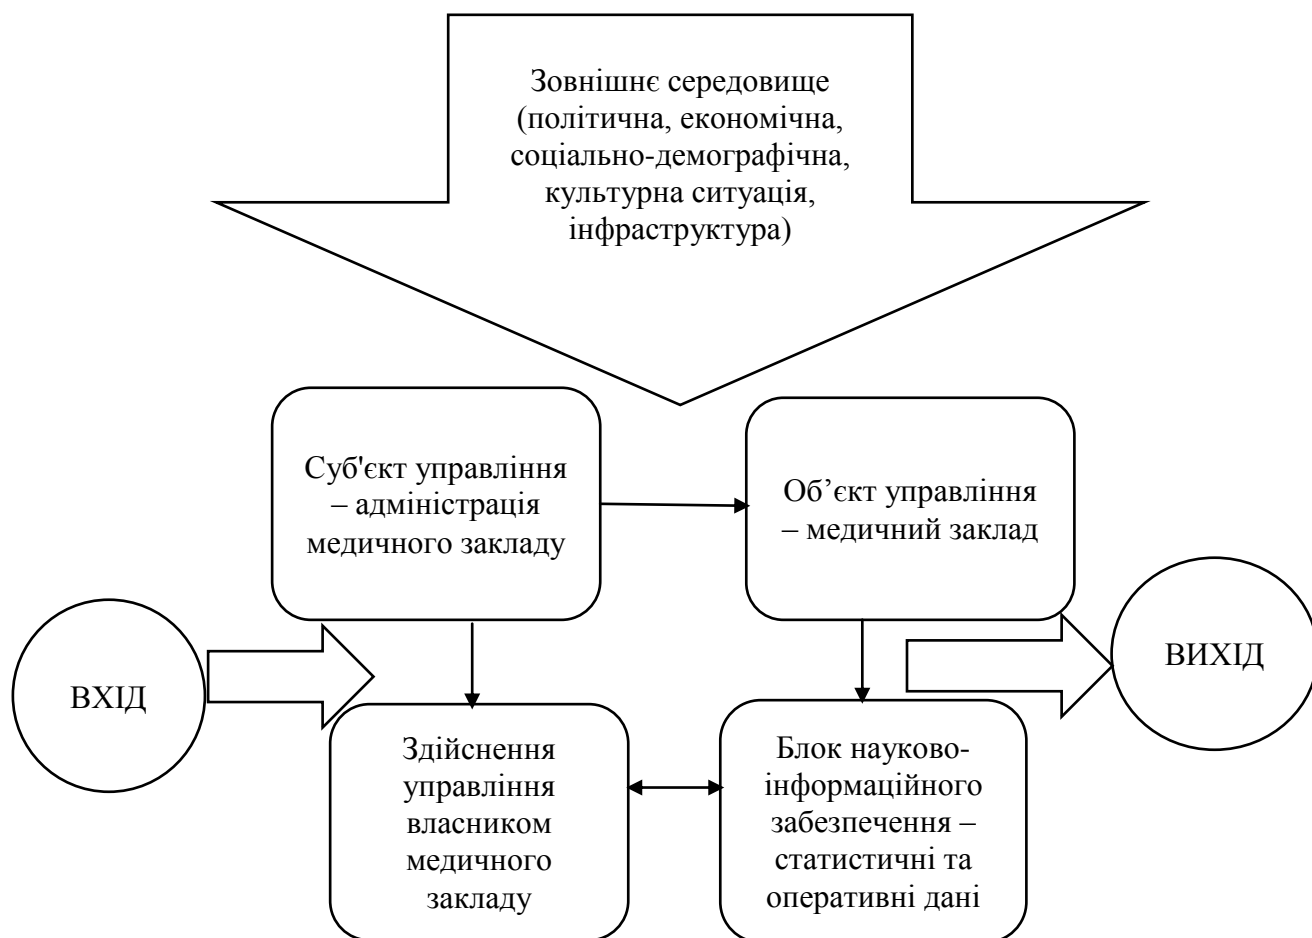 Зовнішнє середовище
(політична, економічна,
соціально-демографічна,
культурна ситуація,
інфраструктура)
Суб'єкт управління
– адміністрація
медичного закладу
Об’єкт управління
– медичний заклад
ВХІД
ВИХІД
Здійснення
управління
власником
медичного
закладу
Блок науково-
інформаційного
забезпечення –
статистичні та
оперативні дані